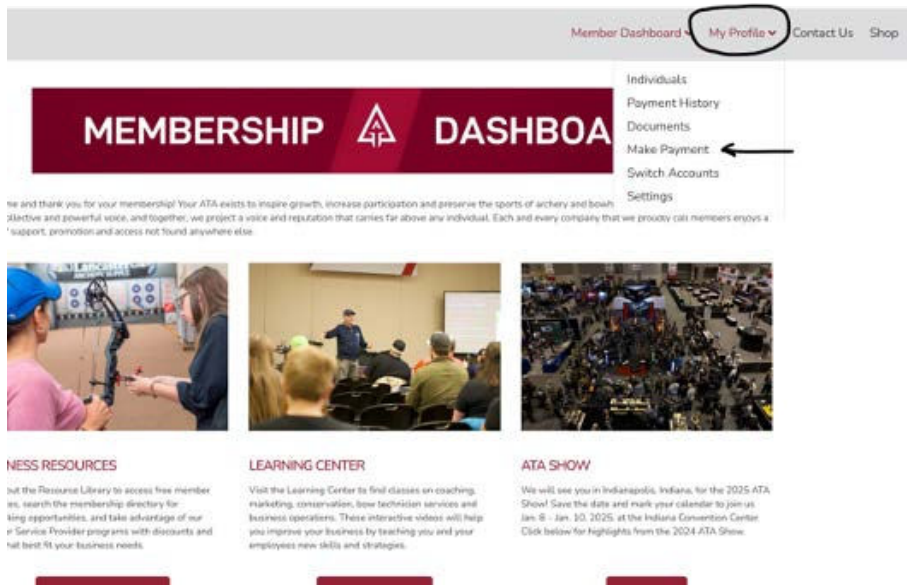 Member Dashboard My Profile Contact Us Shop
Individuals
Payment History
Documents
Make Payment
Switch Accounts
Settings
MEMBERSHIP DASHBOA
me and thank you for your membership! Your ATA exists to inspire growth, increase participation and preserve the sports of archery and bowh
ollective and powerful voice, and together, we project a voice and reputation that carries far above any individual. Each and every company that we proudly call members enjoys a
support, promotion and access not found anywhere else.
Lancaster
ARCHERY SUPPLY
NESS RESOURCES
out the Resource Library to access free member
es, search the membership directory for
king opportunities, and take advantage of our
r Service Provider programs with discounts and
hat best fit your business needs.
LEARNING CENTER
Visit the Learning Center to find classes on coaching,
marketing, conservation, bow technician services and
business operations. These interactive videos will help
you improve your business by teaching you and your
employees new skills and strategies.
ATA SHOW
We will see you in Indianapolis, Indiana, for the 2025 ATA
Show! Save the date and mark your calendar to join us
Jan. 8 - Jan. 10, 2025, at the Indiana Convention Center.
Click below for highlights from the 2024 ATA Show.